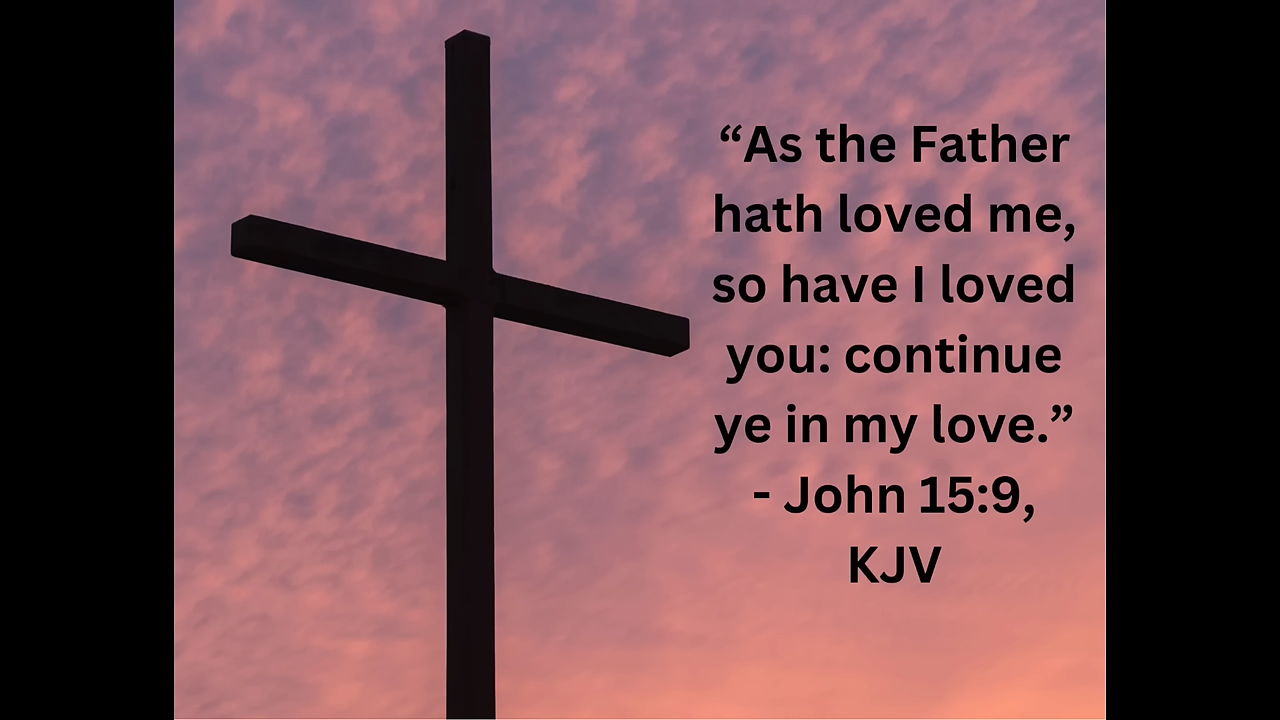 “As the Father
hath loved me,
so have I loved
you: continue
ye in my love.”
- John 15:9,
KJV